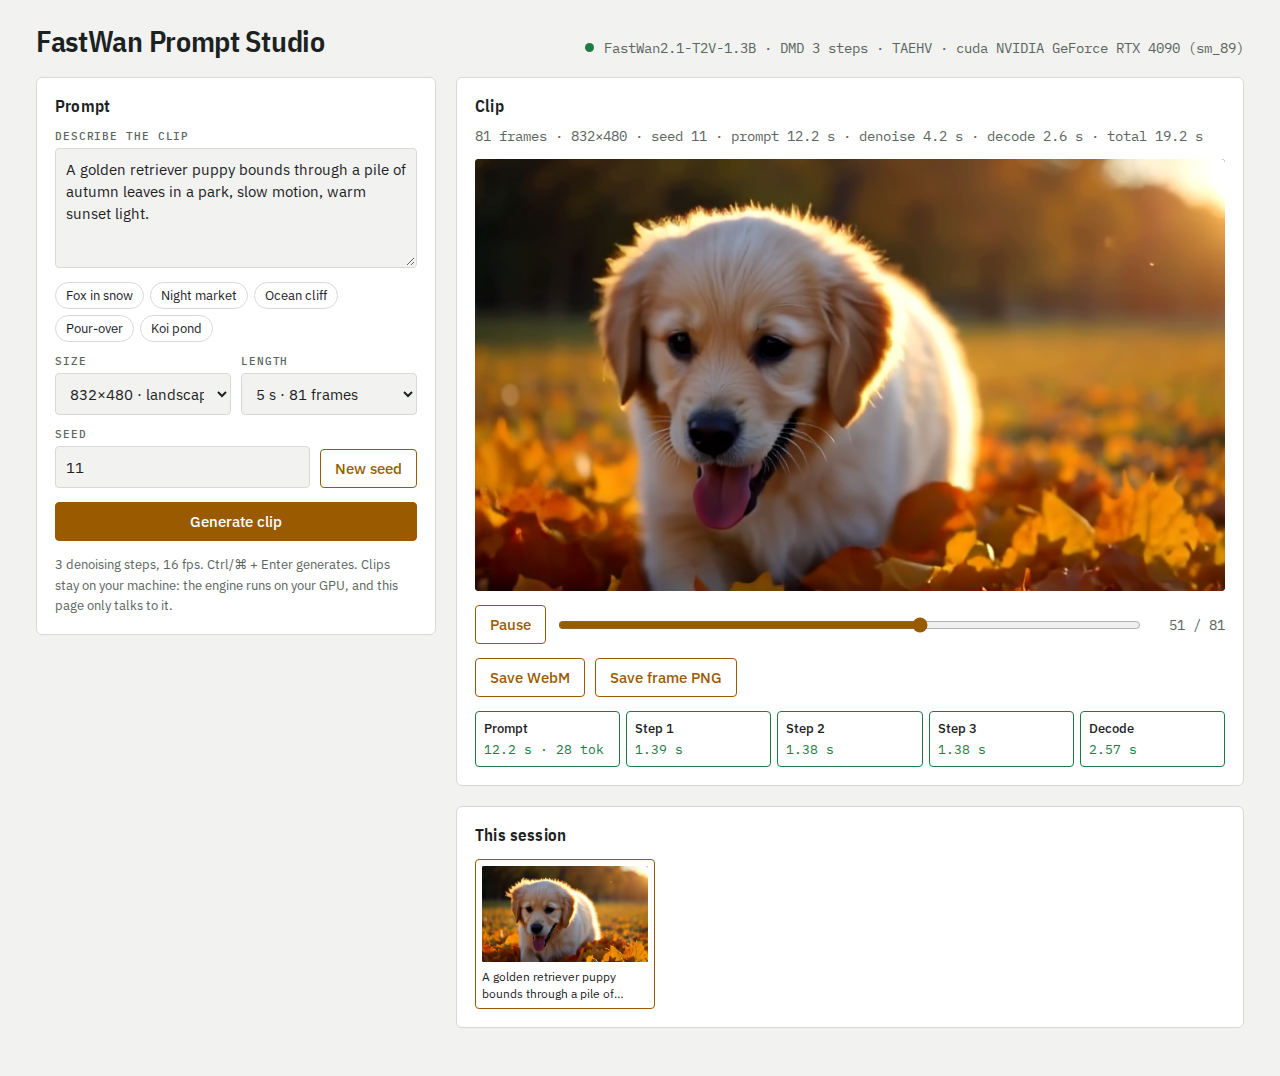 FastWan Prompt Studio
FastWan2.1-T2V-1.3B · DMD 3 steps · TAEHV · cuda NVIDIA GeForce RTX 4090 (sm_89)
Prompt
DESCRIBE THE CLIP
A golden retriever puppy bounds through a pile of
autumn leaves in a park, slow motion, warm
sunset light.
Fox in snow
Night market
Ocean cliff
Pour-over
Koi pond
SIZE
LENGTH
832×480 · landscap
5 s · 81 frames
SEED
11
New seed
Generate clip
3 denoising steps, 16 fps. Ctrl/⌘ + Enter generates. Clips
stay on your machine: the engine runs on your GPU, and this
page only talks to it.
Clip
81 frames · 832×480 · seed 11 · prompt 12.2 s · denoise 4.2 s · decode 2.6 s · total 19.2 s
Pause
51 / 81
Save WebM
Save frame PNG
Prompt
12.2 s · 28 tok
Step 1
1.39 s
Step 2
1.38 s
Step 3
1.38 s
Decode
2.57 s
This session
A golden retriever puppy
bounds through a pile of…